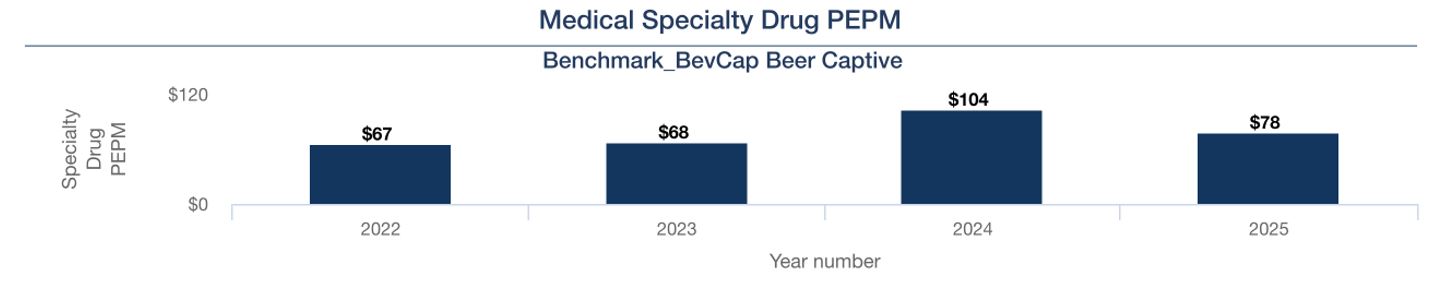 Medical Specialty Drug PEPM
Benchmark_BevCap Beer Captive
Specialty
Drug
PEPM
$120
$0
$67
$68
$104
$78
2022
2023
2024
2025
Year number